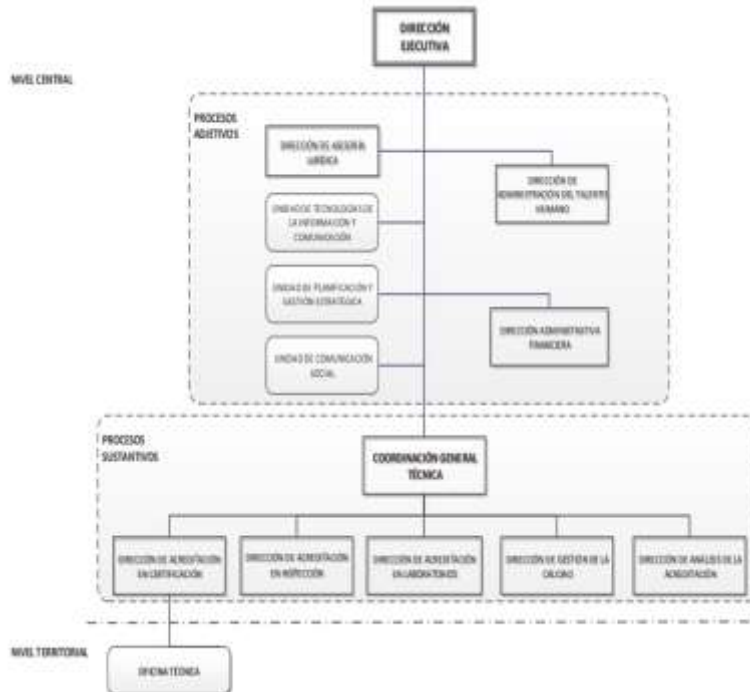 DIRECCIÓN
EJECUTIVA
NIVEL CENTRAL
PROCESOS
ADJETIVOS
DIRECCIÓN DE ASESORÍA
JURÍDICA
DIRECCIÓN DE
ADMINISTRACIÓN DEL TALENTO
HUMANO
UNIDAD DE TECNOLOGÍAS DE
LA INFORMACIÓN Y
COMUNICACIÓN
UNIDAD DE PLANIFICACIÓN Y
GESTIÓN ESTRATÉGICA
DIRECCIÓN ADMINISTRATIVA
FINANCIERA
UNIDAD DE COMUNICACIÓN
SOCIAL
PROCESOS
SUSTANTIVOS
COORDINACIÓN GENERAL
TÉCNICA
DIRECCIÓN DE ACREDITACIÓN
EN CERTIFICACIÓN
DIRECCIÓN DE ACREDITACIÓN
EN INSPECCIÓN
DIRECCIÓN DE ACREDITACIÓN
EN LABORATORIOS
DIRECCIÓN DE GESTIÓN DE LA
CALIDAD
DIRECCIÓN DE ANÁLISIS DE LA
ACREDITACIÓN
NIVEL TERRITORIAL
OFICINA TÉCNICA